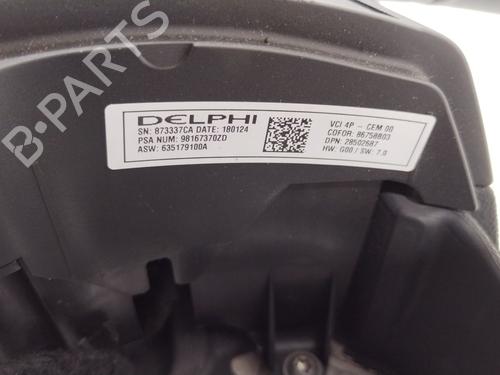 B-PARTS
DELPHI
SN: 873337CA DATE: 180124
PSA NUM: 98167370ZD
ASW: 635179100A
VCI 4P - CEM 00
COFOR: 86758B03
DPN: 28502687
HW: G00 / SW: 7.0